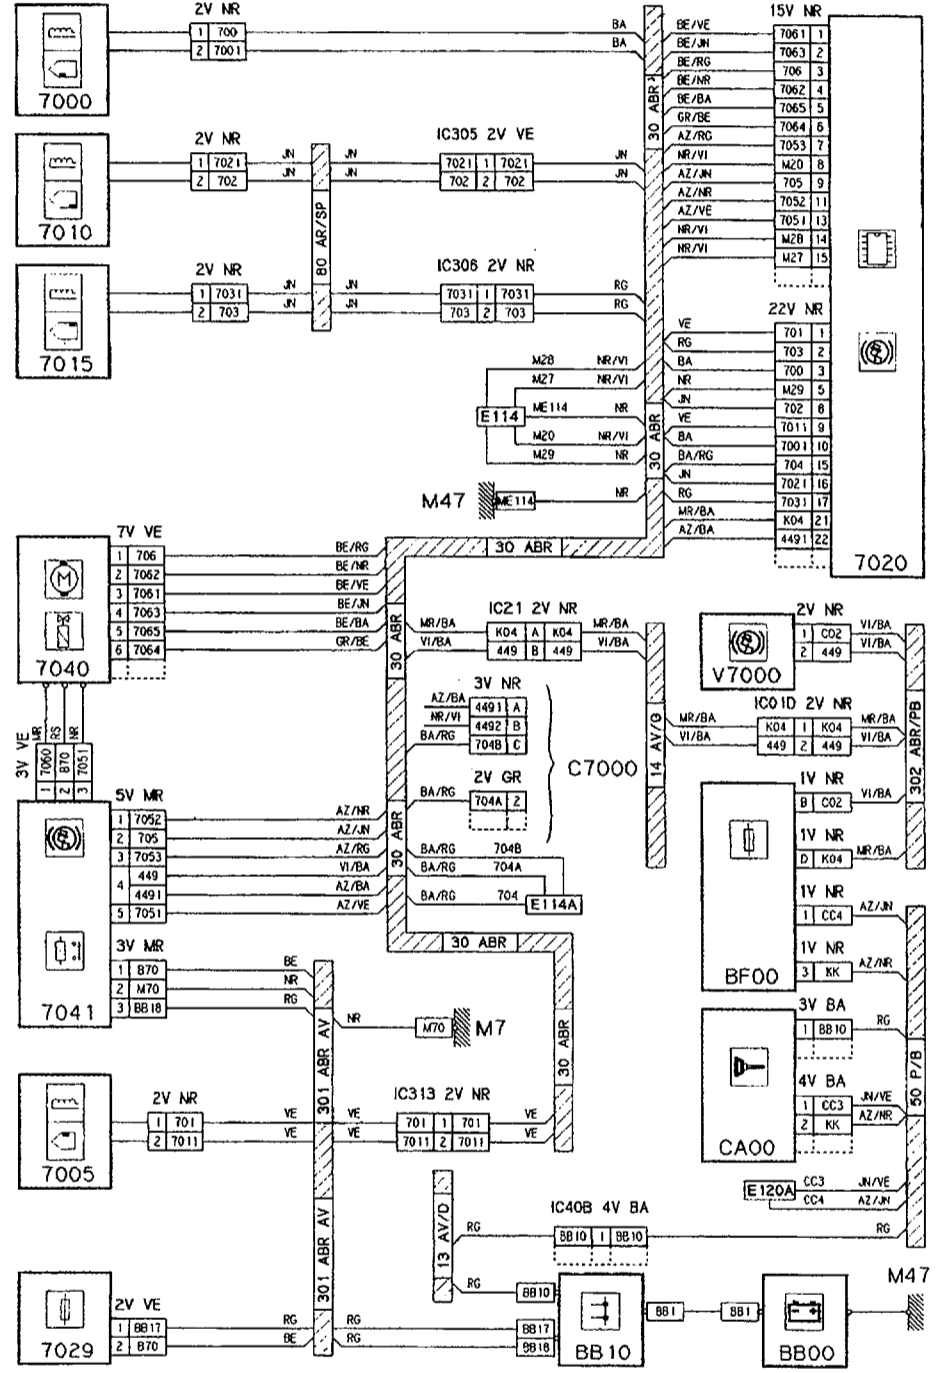 2V NR
1 700 BA
2 7001 BA
7000
2V NR
1 7021 JN
2 702 JN
7010
JN
JN
IC305 2V VE
7021 1 7021 JN
702 2 702 JN
80 AR/SP
2V NR
1 7031 JN
2 703 JN
7015
JN
JN
IC306 2V NR
7031 1 7031 RG
703 2 703 RG
30 ABR
15V NR
BE/VE 7061 1
BE/JN 7063 2
BE/RG 706 3
BE/NR 7062 4
BE/BA 7065 5
GR/BE 7064 6
AZ/RG 7053 7
NR/VI M20 8
AZ/JN 705 9
AZ/NR 7052 11
AZ/VE 7051 13
NR/VI M28 14
NR/VI M27 15
22V NR
VE 701 1
RG 703 2
BA 700 3
NR M29 5
JN 702 8
VE 7011 9
BA 7001 10
BA/RG 704 15
JN 7021 16
RG 7031 17
MR/BA K04 21
AZ/BA 4491 22
7020
M28 NR/VI
M27 NR/VI
E114 ME114 NR
M20 NR/VI
M29 NR
30 ABR
M47 ME114 NR
7V VE
1 706 BE/RG
2 7062 BE/NR
3 7061 BE/VE
4 7063 BE/JN
5 7065 BE/BA
6 7064 GR/BE
7040
30 ABR
30 ABR
IC21 2V NR
MR/BA K04 A K04 MR/BA
VI/BA 449 B 449 VI/BA
3V NR
AZ/BA 4491 A
NR/VI 4492 B
BA/RG 704B C
C7000
2V GR
BA/RG 704A 2
14 AV/G
2V NR
1 C02 VI/BA
2 449 VI/BA
V7000
IC01D 2V NR
MR/BA K04 1 K04 MR/BA
VI/BA 449 2 449 VI/BA
302 ABR/PB
3V VE
MR RS NR
7060 870 7051
1 2 3
5V MR
1 7052 AZ/NR
2 705 AZ/JN
3 7053 AZ/RG
4 449 VI/BA
4491 AZ/BA
5 7051 AZ/VE
3V MR
1 870 BE
2 M70 NR
3 BB18 RG
7041
30 ABR
BA/RG 704B
BA/RG 704A
BA/RG 704 E114A
30 ABR
30 ABR
301 ABR AV
NR M70 M7
1V NR
B C02 VI/BA
1V NR
D K04 MR/BA
1V NR
1 CC4 AZ/JN
1V NR
3 KK AZ/NR
BF00
3V BA
1 BB10 RG
4V BA
1 CC3 JN/VE
2 KK AZ/NR
CA00
50 P/B
E120A CC3 JN/VE
CC4 AZ/JN
2V NR
1 701 VE
2 7011 VE
7005
VE
VE
IC313 2V NR
701 1 701 VE
7011 2 7011 VE
301 ABR AV
13 AV/D
IC40B 4V BA
RG BB10 1 BB10 RG
RG BB10
2V VE
1 BB17 RG
2 870 BE
7029
RG BB17
RG BB18
BB10
BB1
BB1
BB00
M47